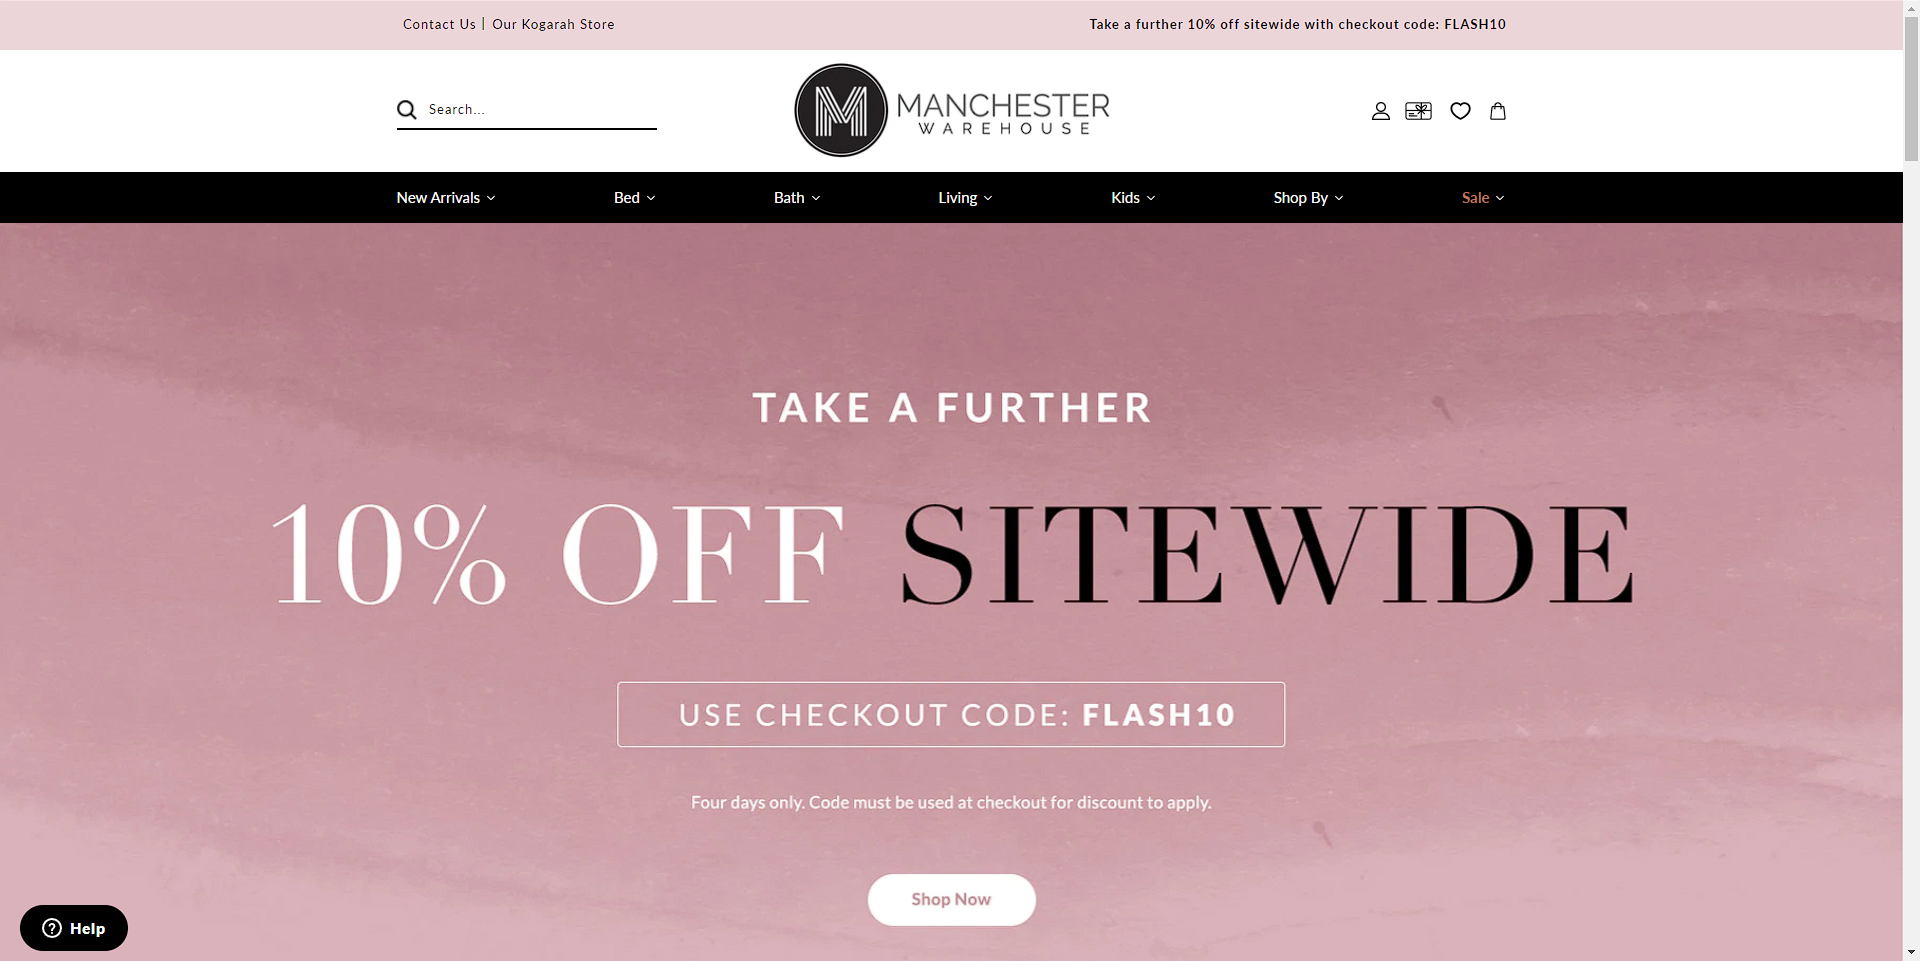 Contact Us | Our Kogarah Store
Take a further 10% off sitewide with checkout code: FLASH10
Search...
MANCHESTER
WAREHOUSE
New Arrivals
Bed
Bath
Living
Kids
Shop By
Sale
TAKE A FURTHER
10% OFF SITEWIDE
USE CHECKOUT CODE: FLASH10
Four days only. Code must be used at checkout for discount to apply.
Shop Now
Help